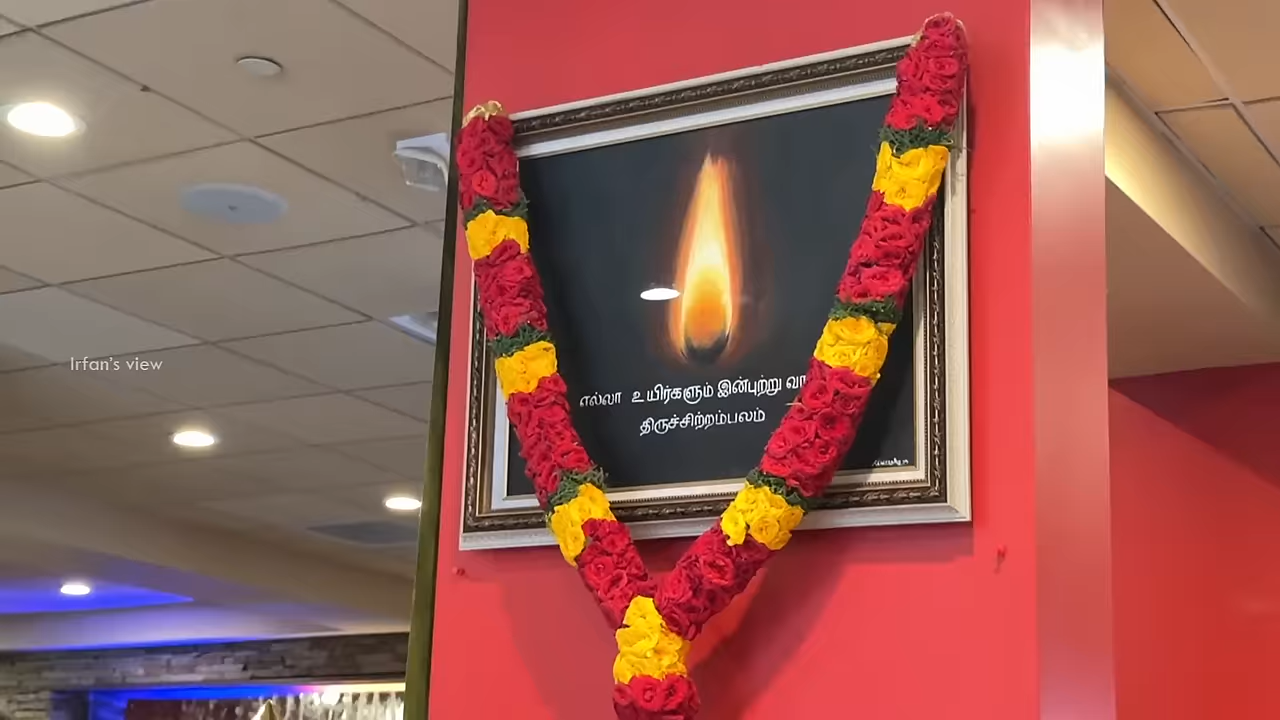 Irfan's view
எல்லா உயிர்களும் இன்புற்று
திருச்சிற்றம்பலம்